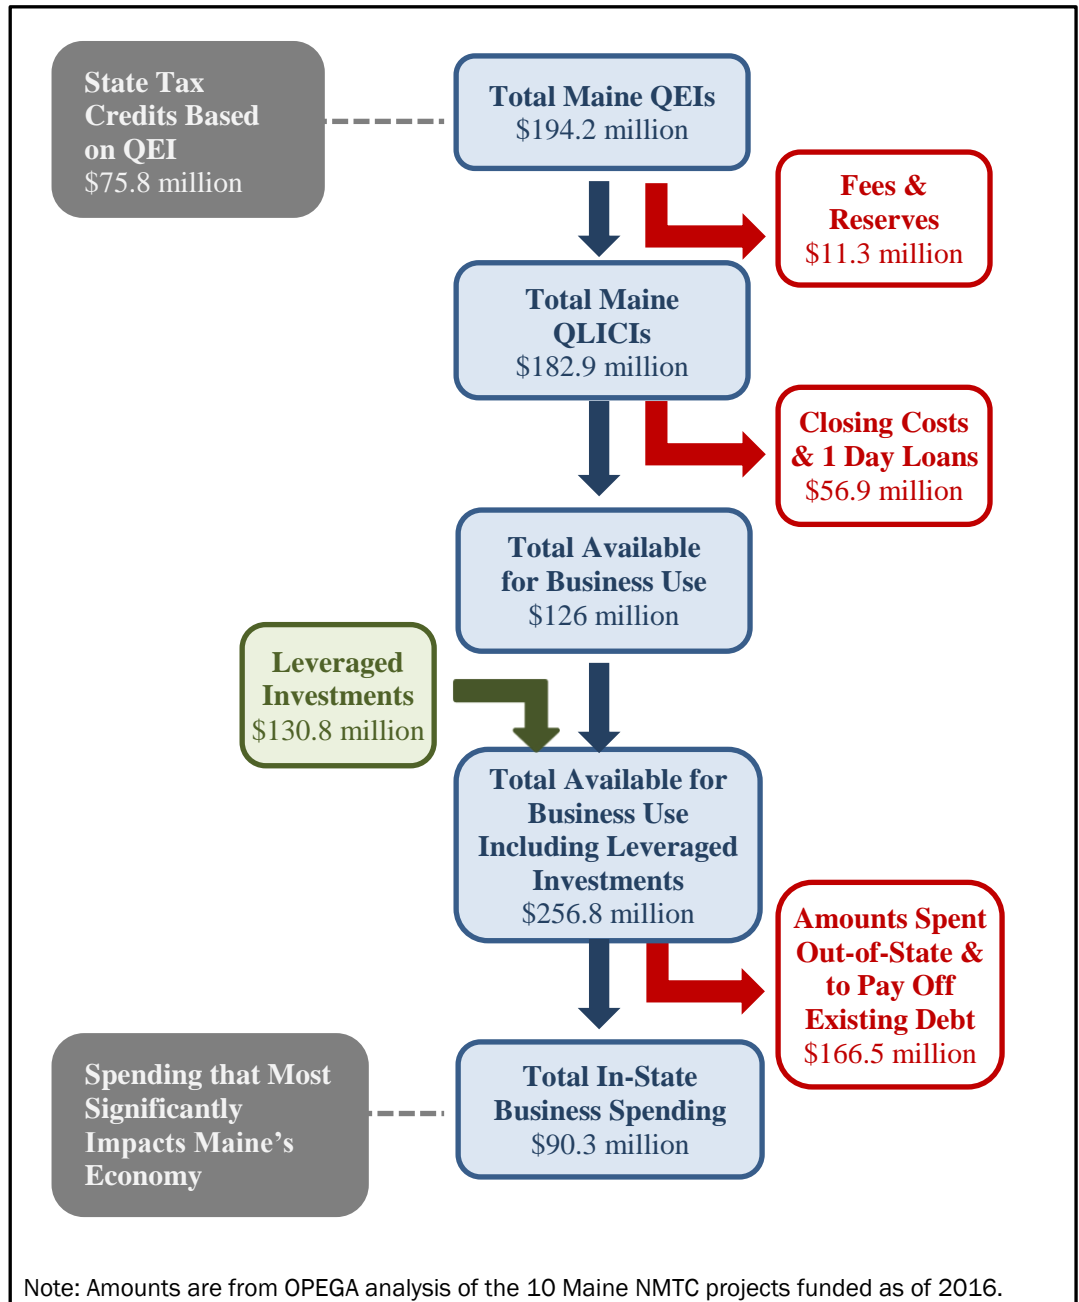 State Tax
Credits Based
on QEI
$75.8 million
Total Maine QEIs
$194.2 million
Fees &
Reserves
$11.3 million
Total Maine
QLICIs
$182.9 million
Closing Costs
& 1 Day Loans
$56.9 million
Total Available
for Business Use
$126 million
Leveraged
Investments
$130.8 million
Total Available for
Business Use
Including Leveraged
Investments
$256.8 million
Amounts Spent
Out-of-State &
to Pay Off
Existing Debt
$166.5 million
Spending that Most
Significantly
Impacts Maine’s
Economy
Total In-State
Business Spending
$90.3 million
Note: Amounts are from OPEGA analysis of the 10 Maine NMTC projects funded as of 2016.